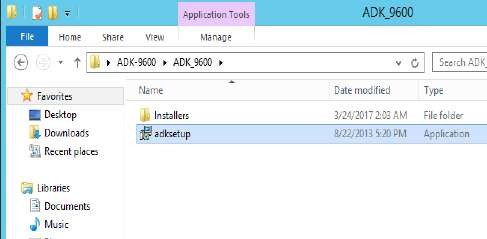 Application Tools
ADK_9600
File
Home
Share
View
Manage
ADK-9600
ADK_9600
Search ADK_
Name
Date modified
Type
Favorites
Desktop
Downloads
Recent places
Installers
3/24/2017 2:03 AM
File folder
adksetup
8/22/2013 5:20 PM
Application
Libraries
Documents
Music